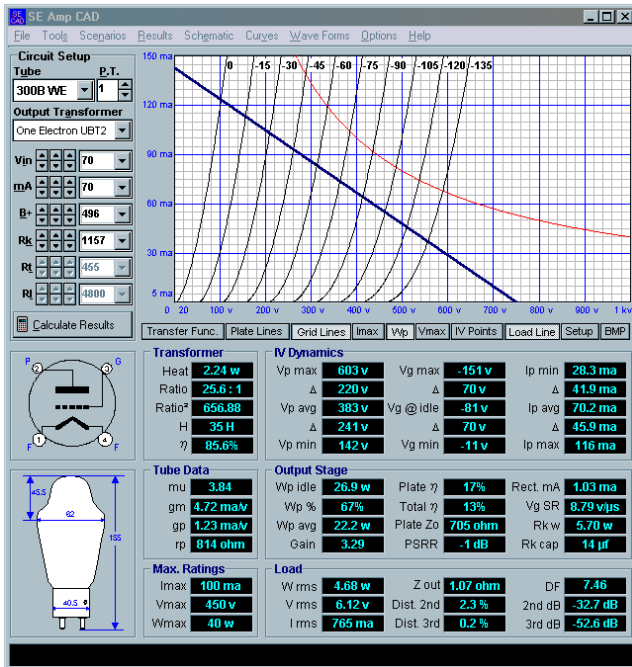 SE CAD SE Amp CAD
File Tools Scenarios Results Schematic Curves Wave Forms Options Help
Circuit Setup
Tube P.T.
300B WE 1
Output Transformer
One Electron UBT2
Vin 70
mA 70
B+ 496
Rk 1157
Rt 455
Rl 4800
Calculate Results
150 ma 0 -15 -30 -45 -60 -75 -90 -105 -120 -135
120 ma
90 ma
60 ma
30 ma
5 ma
0 20 100 v 200 v 300 v 400 v 500 v 600 v 700 v 800 v 900 v 1 kv
Transfer Func. Plate Lines Grid Lines Imax Wp Vmax IV Points Load Line Setup BMP
P 2 3 G
F 1 4 F
45.5
62
155
40.5 ø
Transformer
Heat 2.24 w
Ratio 25.6 : 1
Ratio² 656.88
H 35 H
η 85.6%
IV Dynamics
Vp max 603 v Vg max -151 v Ip min 28.3 ma
Δ 220 v Δ 70 v Δ 41.9 ma
Vp avg 383 v Vg @ idle -81 v Ip avg 70.2 ma
Δ 241 v Δ 70 v Δ 45.9 ma
Vp min 142 v Vg min -11 v Ip max 116 ma
Tube Data
mu 3.84
gm 4.72 ma/v
gp 1.23 ma/v
rp 814 ohm
Output Stage
Wp idle 26.9 w Plate η 17% Rect. mA 1.03 ma
Wp % 67% Total η 13% Vg SR 8.79 v/µs
Wp avg 22.2 w Plate Zo 705 ohm Rk w 5.70 w
Gain 3.29 PSRR -1 dB Rk cap 14 µf
Max. Ratings
Imax 100 ma
Vmax 450 v
Wmax 40 w
Load
W rms 4.68 w Z out 1.07 ohm DF 7.46
V rms 6.12 v Dist. 2nd 2.3 % 2nd dB -32.7 dB
I rms 765 ma Dist. 3rd 0.2 % 3rd dB -52.6 dB